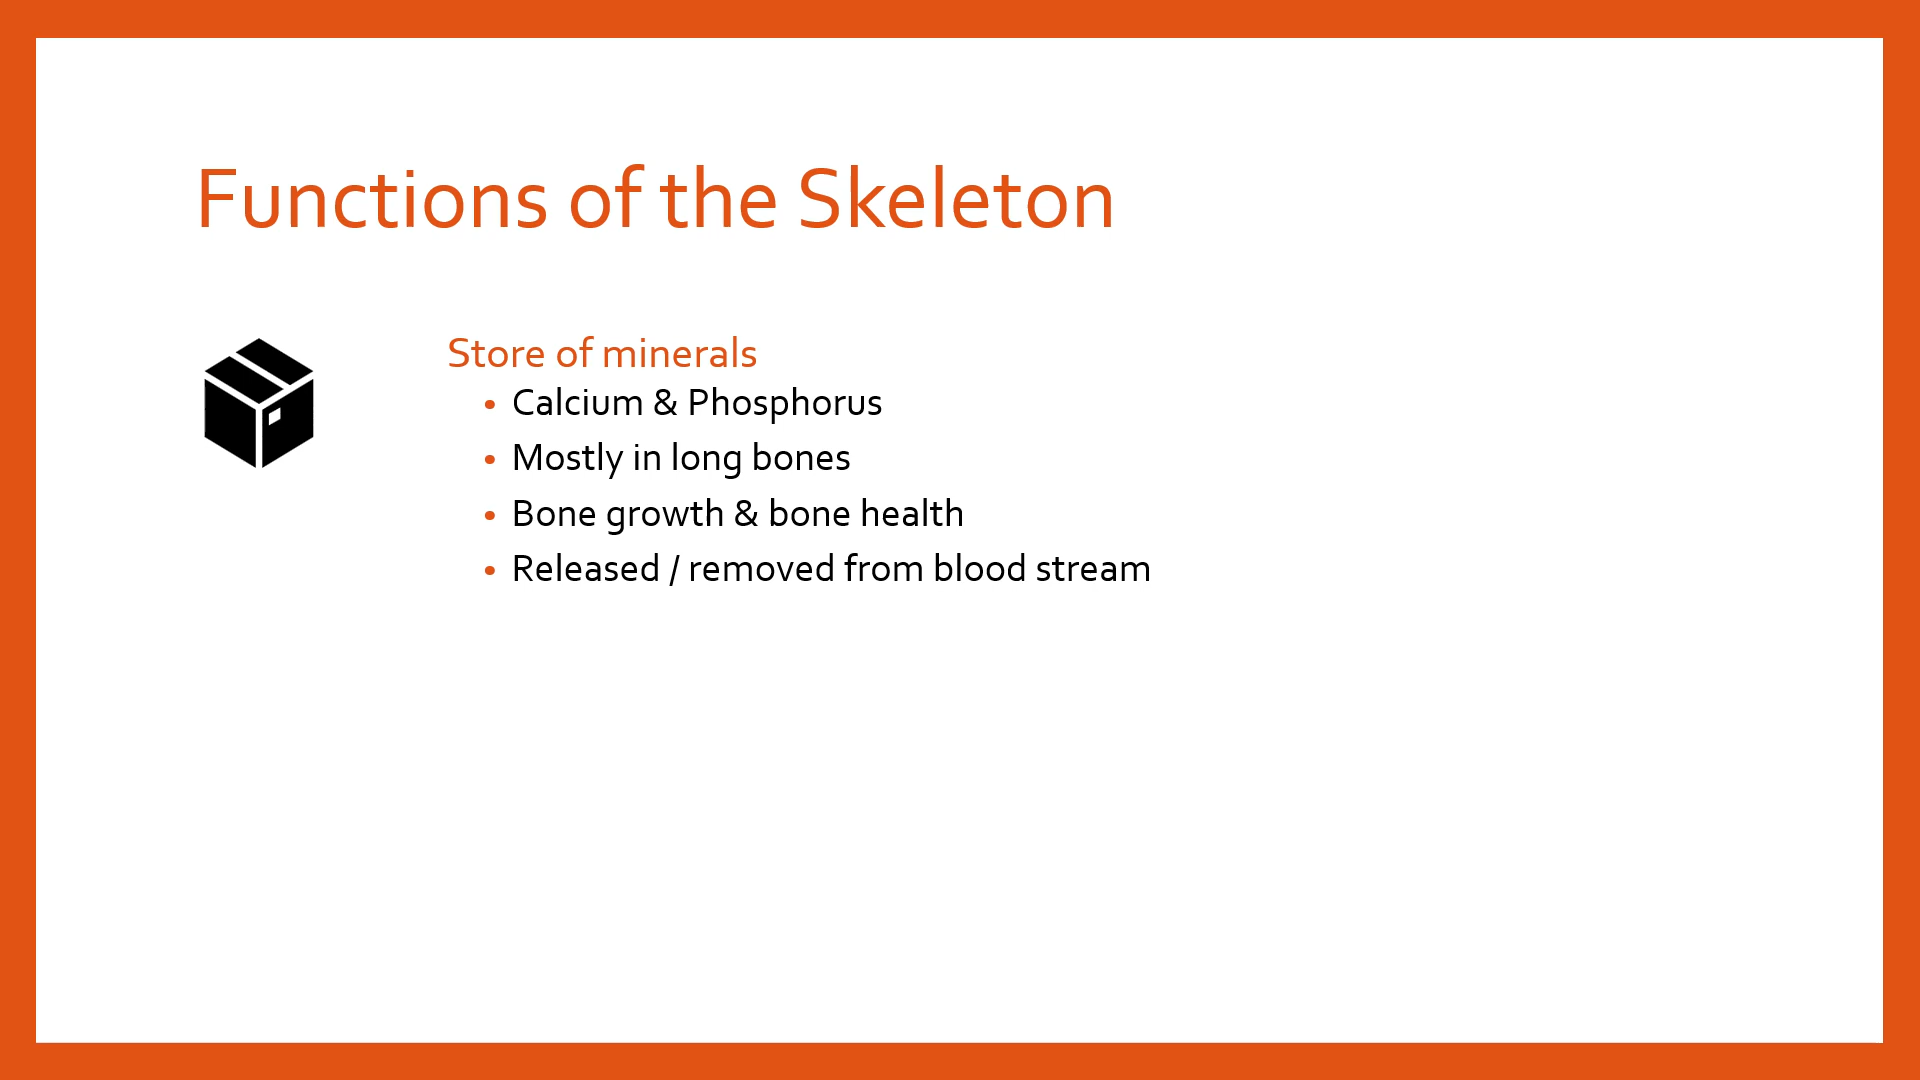 Functions of the Skeleton
Store of minerals
• Calcium & Phosphorus
• Mostly in long bones
• Bone growth & bone health
• Released / removed from blood stream